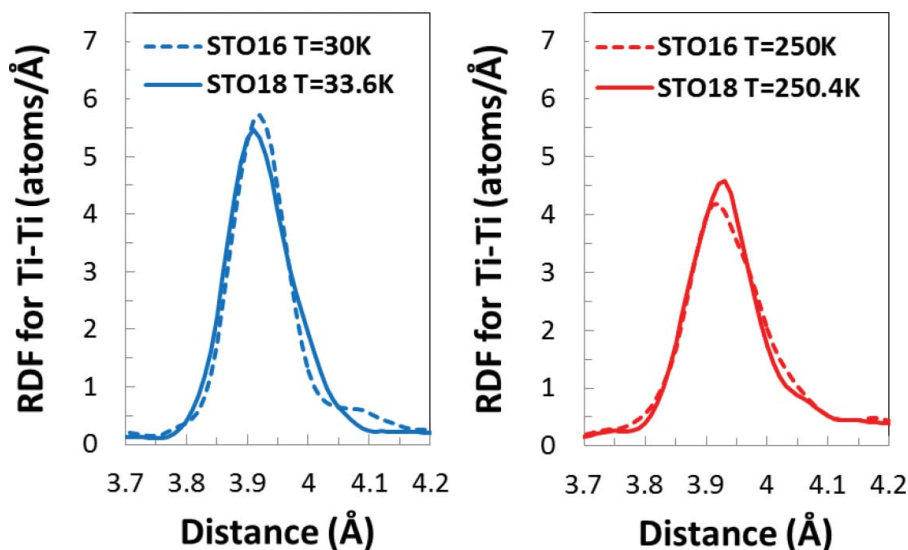 RDF for Ti-Ti (atoms/Å)
7
6
5
4
3
2
1
0
STO16 T=30K
STO18 T=33.6K
3.7 3.8 3.9 4 4.1 4.2
Distance (Å)
RDF for Ti-Ti (atoms/Å)
7
6
5
4
3
2
1
0
STO16 T=250K
STO18 T=250.4K
3.7 3.8 3.9 4 4.1 4.2
Distance (Å)